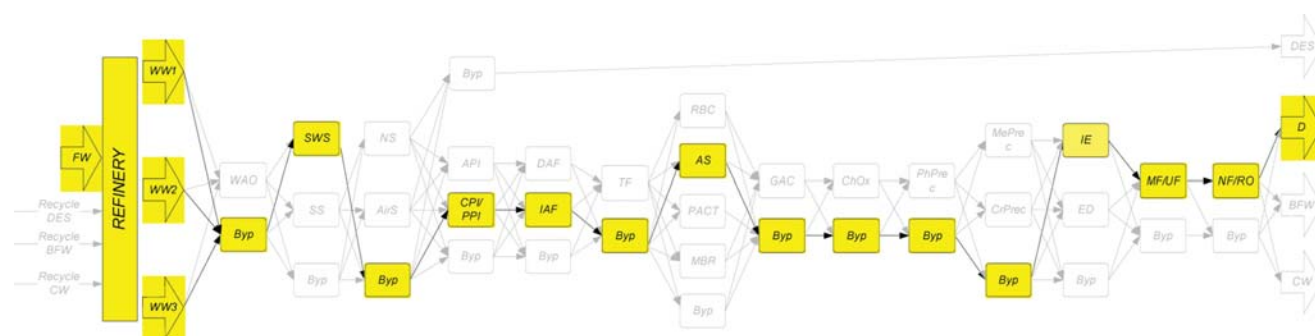 FW
REFINERY
Recycle
DES
Recycle
BFW
Recycle
CW
WW1
WW2
WW3
WAO
Byp
SWS
SS
Byp
NS
AirS
Byp
Byp
API
CPI/
PPI
Byp
DAF
IAF
Byp
TF
Byp
RBC
AS
PACT
MBR
Byp
GAC
Byp
ChOx
Byp
PhPre
c
Byp
MePre
c
CrPrec
Byp
IE
ED
Byp
MF/UF
Byp
NF/RO
Byp
DES
D
BFW
CW